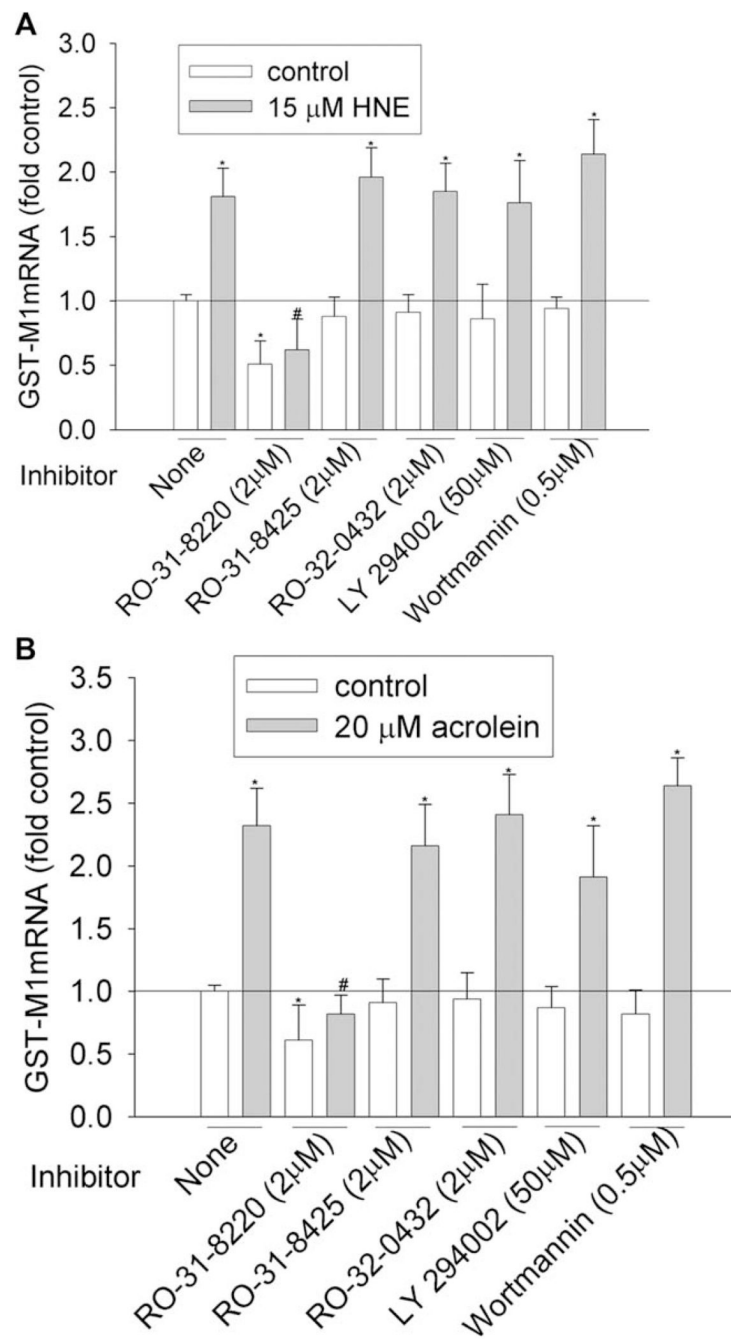 A
GST-M1mRNA (fold control)
3.0
2.5
2.0
1.5
1.0
0.5
0.0
control
15 μM HNE
*
*
#
*
*
*
*
Inhibitor
None
RO-31-8220 (2μM)
RO-31-8425 (2μM)
RO-32-0432 (2μM)
LY 294002 (50μM)
Wortmannin (0.5μM)
B
GST-M1mRNA (fold control)
3.5
3.0
2.5
2.0
1.5
1.0
0.5
0.0
control
20 μM acrolein
*
*
#
*
*
*
*
Inhibitor
None
RO-31-8220 (2μM)
RO-31-8425 (2μM)
RO-32-0432 (2μM)
LY 294002 (50μM)
Wortmannin (0.5μM)